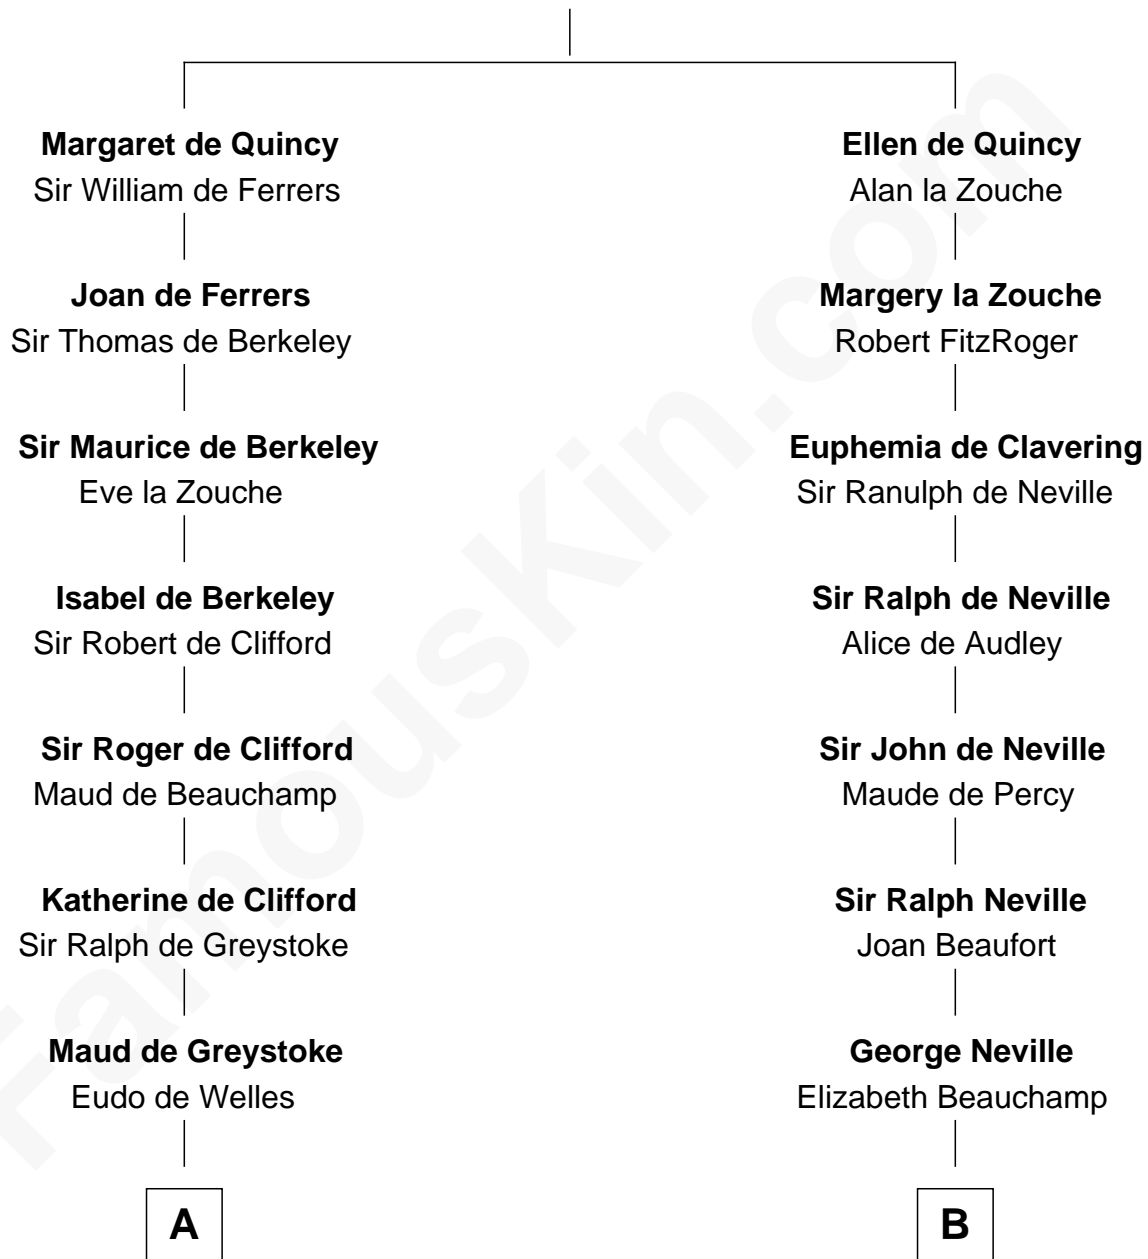 Margaret de Quincy
Sir William de Ferrers
Joan de Ferrers
Sir Thomas de Berkeley
Sir Maurice de Berkeley
Eve la Zouche
Isabel de Berkeley
Sir Robert de Clifford
Sir Roger de Clifford
Maud de Beauchamp
Katherine de Clifford
Sir Ralph de Greystoke
Maud de Greystoke
Eudo de Welles
A
Ellen de Quincy
Alan la Zouche
Margery la Zouche
Robert FitzRoger
Euphemia de Clavering
Sir Ranulph de Neville
Sir Ralph de Neville
Alice de Audley
Sir John de Neville
Maude de Percy
Sir Ralph Neville
Joan Beaufort
George Neville
Elizabeth Beauchamp
B
FamousKin.com